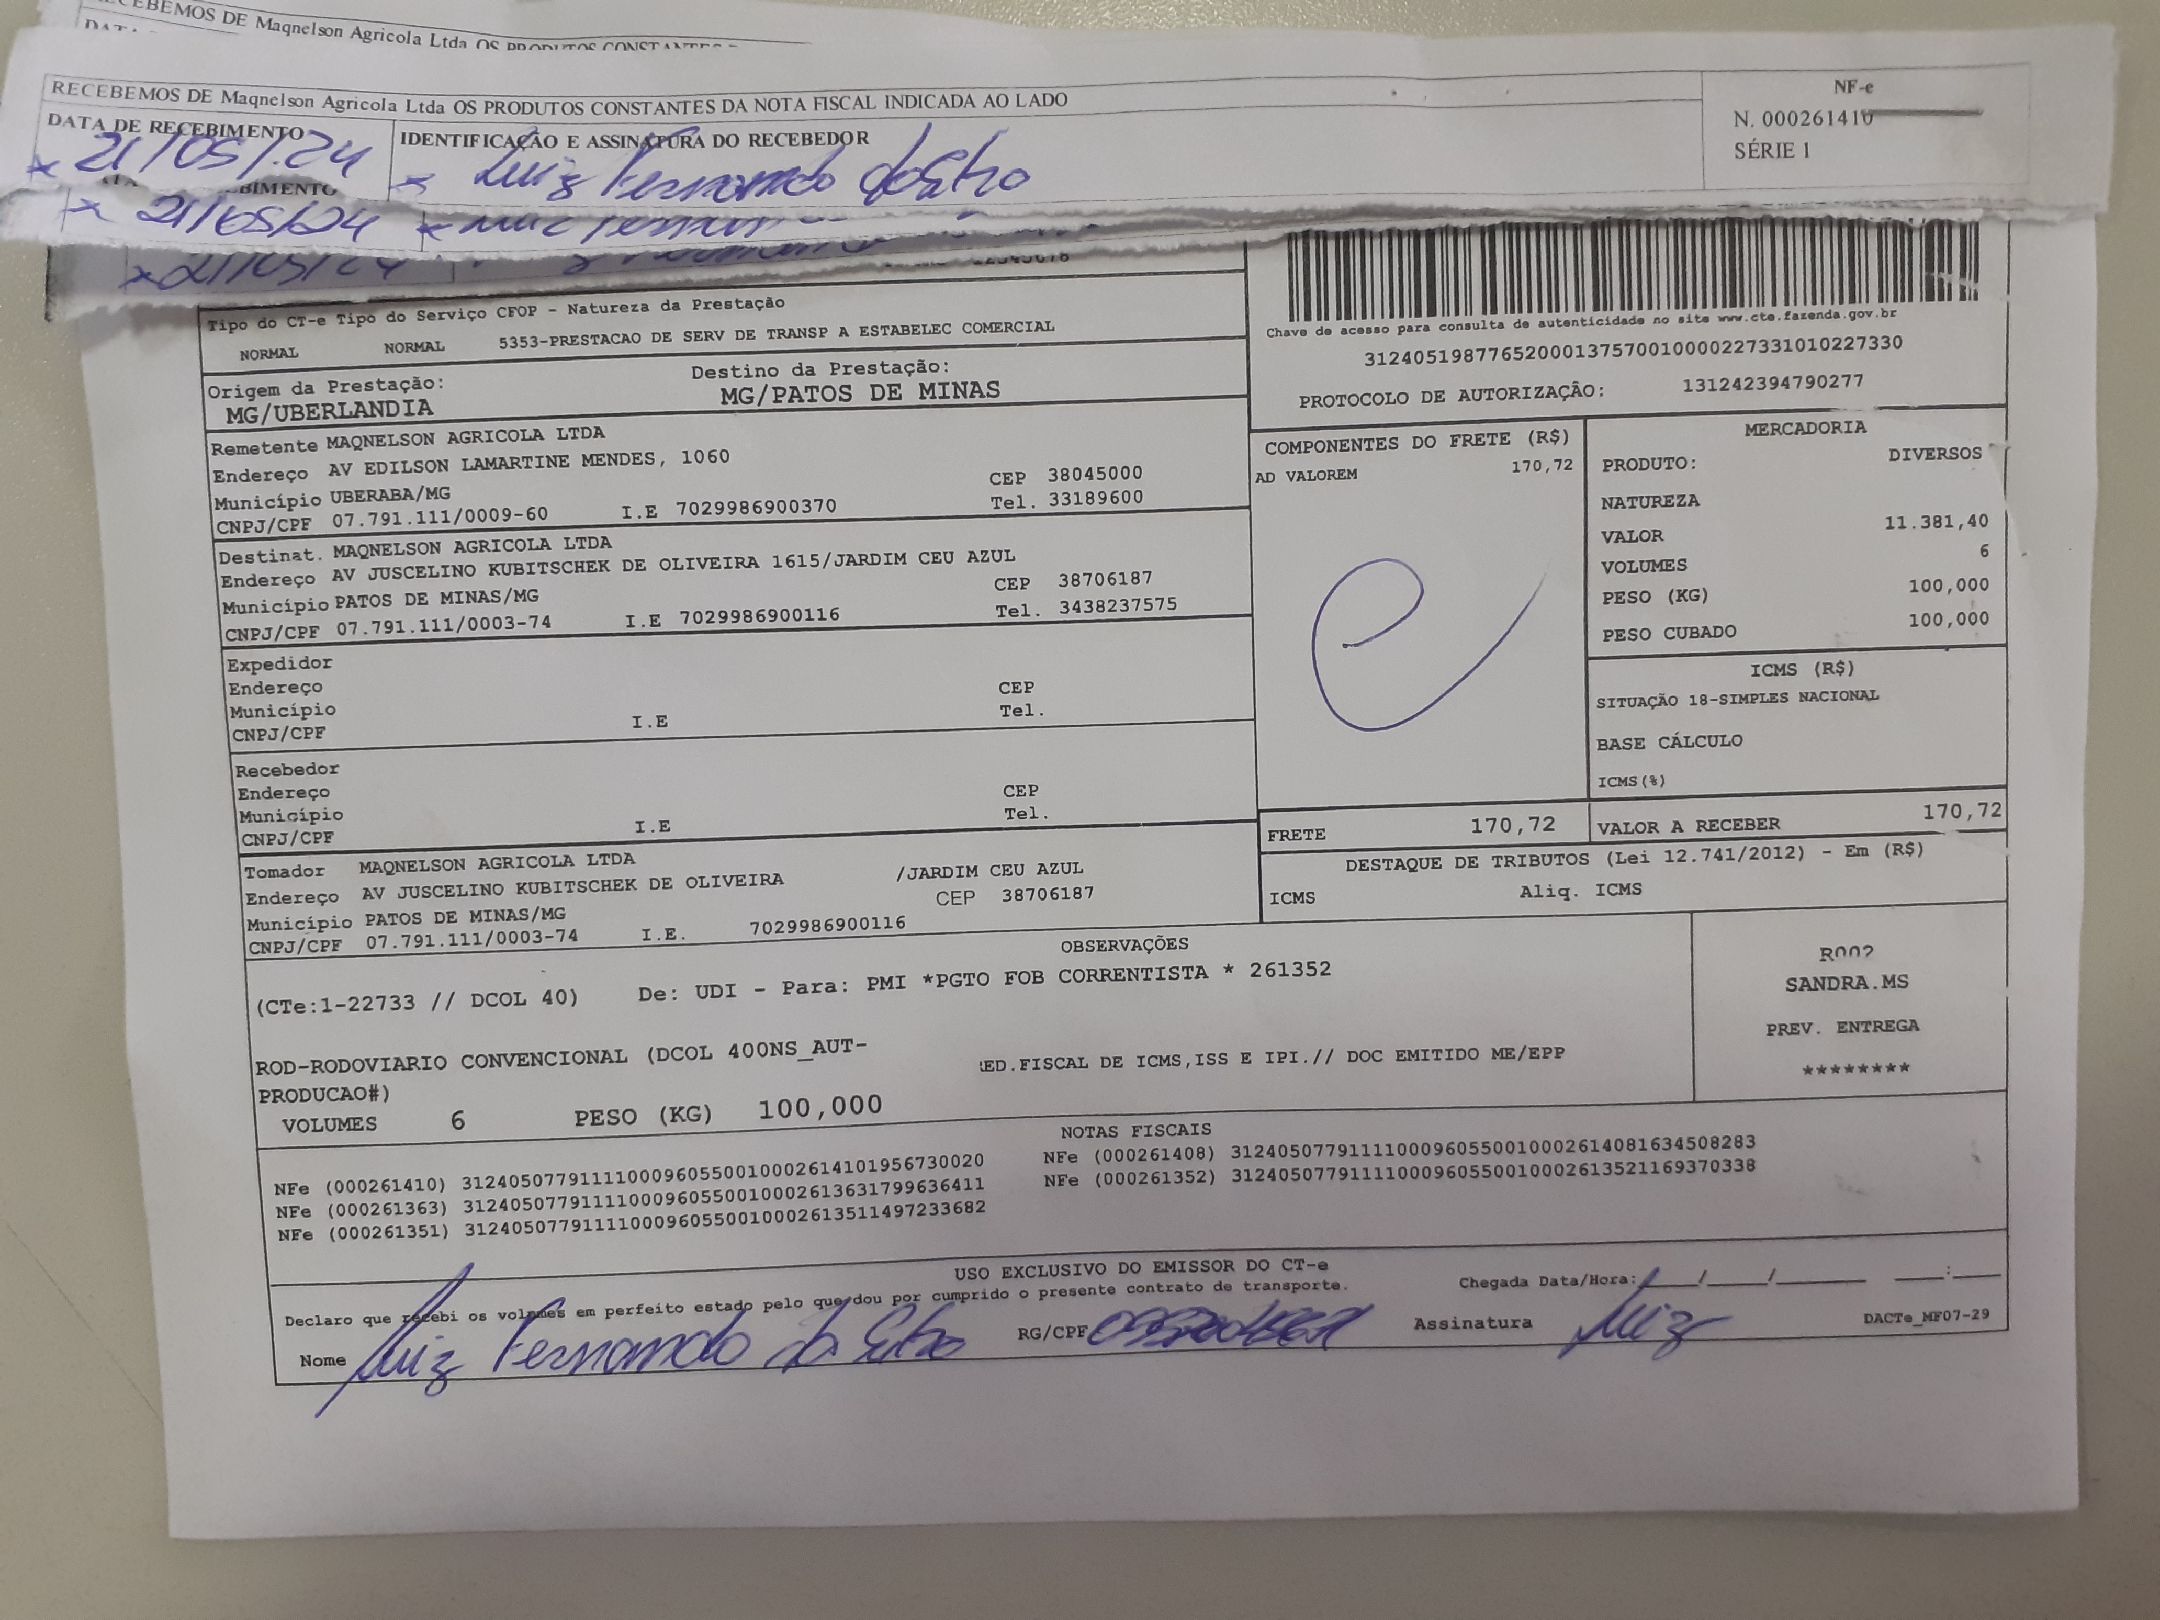 CEBEMOS DE Maqnelson Agricola Ltda OS PRODUTOS CONSTANTES
RECEBEMOS DE Maqnelson Agricola Ltda OS PRODUTOS CONSTANTES DA NOTA FISCAL INDICADA AO LADO
NF-e
N. 000261410
SÉRIE 1
DATA DE RECEBIMENTO
IDENTIFICAÇÃO E ASSINATURA DO RECEBEDOR
x 21/05/24
x Luiz Fernando da Silva
BIMENTO
x 21/05/24
x 21/05/24
Tipo do CT-e Tipo do Serviço CFOP - Natureza da Prestação
NORMAL NORMAL 5353-PRESTACAO DE SERV DE TRANSP A ESTABELEC COMERCIAL
Chave de acesso para consulta de autenticidade no site www.cte.fazenda.gov.br
31240519877652000137570010000227331010227330
PROTOCOLO DE AUTORIZAÇÃO: 131242394790277
Origem da Prestação:
MG/UBERLANDIA
Destino da Prestação:
MG/PATOS DE MINAS
Remetente MAQNELSON AGRICOLA LTDA
Endereço AV EDILSON LAMARTINE MENDES, 1060
CEP 38045000
Município UBERABA/MG
Tel. 33189600
CNPJ/CPF 07.791.111/0009-60 I.E 7029986900370
Destinat. MAQNELSON AGRICOLA LTDA
Endereço AV JUSCELINO KUBITSCHEK DE OLIVEIRA 1615/JARDIM CEU AZUL
CEP 38706187
Município PATOS DE MINAS/MG
Tel. 3438237575
CNPJ/CPF 07.791.111/0003-74 I.E 7029986900116
Expedidor
Endereço
CEP
Município
Tel.
CNPJ/CPF I.E
Recebedor
Endereço
CEP
Município
Tel.
CNPJ/CPF I.E
Tomador MAQNELSON AGRICOLA LTDA
Endereço AV JUSCELINO KUBITSCHEK DE OLIVEIRA /JARDIM CEU AZUL
CEP 38706187
Município PATOS DE MINAS/MG
CNPJ/CPF 07.791.111/0003-74 I.E. 7029986900116
COMPONENTES DO FRETE (R$)
AD VALOREM 170,72
MERCADORIA
PRODUTO: DIVERSOS
NATUREZA
VALOR 11.381,40
VOLUMES 6
PESO (KG) 100,000
PESO CUBADO 100,000
ICMS (R$)
SITUAÇÃO 18-SIMPLES NACIONAL
BASE CÁLCULO
ICMS(%)
FRETE 170,72
VALOR A RECEBER 170,72
DESTAQUE DE TRIBUTOS (Lei 12.741/2012) - Em (R$)
ICMS Aliq. ICMS
OBSERVAÇÕES
(CTe:1-22733 // DCOL 40) De: UDI - Para: PMI *PGTO FOB CORRENTISTA * 261352
ROD-RODOVIARIO CONVENCIONAL (DCOL 400NS_AUT-
PRODUCAO#)
ED.FISCAL DE ICMS,ISS E IPI.// DOC EMITIDO ME/EPP
VOLUMES 6 PESO (KG) 100,000
R002
SANDRA.MS
PREV. ENTREGA
********
NOTAS FISCAIS
NFe (000261410) 31240507791111000960550010002614101956730020
NFe (000261408) 31240507791111000960550010002614081634508283
NFe (000261363) 31240507791111000960550010002613631799636411
NFe (000261352) 31240507791111000960550010002613521169370338
NFe (000261351) 31240507791111000960550010002613511497233682
USO EXCLUSIVO DO EMISSOR DO CT-e
Declaro que recebi os volumes em perfeito estado pelo que dou por cumprido o presente contrato de transporte.
Chegada Data/Hora: / / :
Nome Luiz Fernando da Silva
RG/CPF
Assinatura Luiz
DACTe_MF07-29